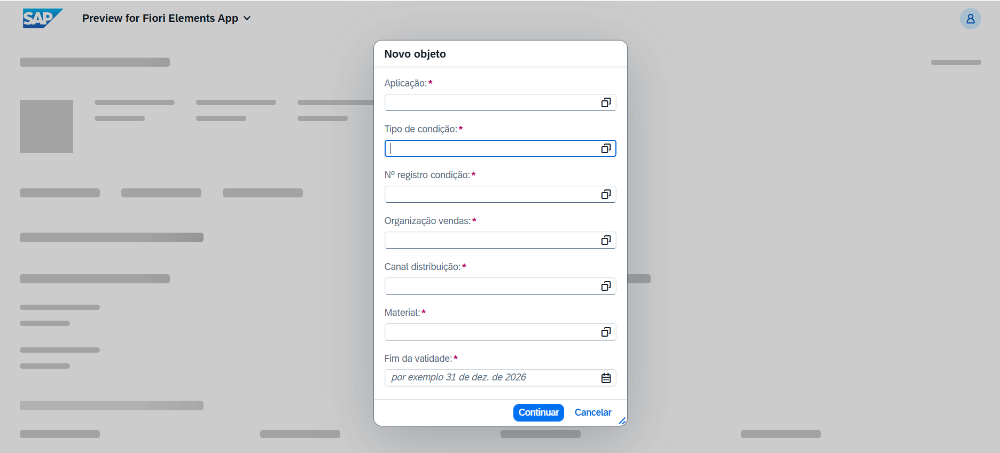 SAP
Preview for Fiori Elements App
Novo objeto
Aplicação:*
Tipo de condição:*
Nº registro condição:*
Organização vendas:*
Canal distribuição:*
Material:*
Fim da validade:*
por exemplo 31 de dez. de 2026
Continuar
Cancelar